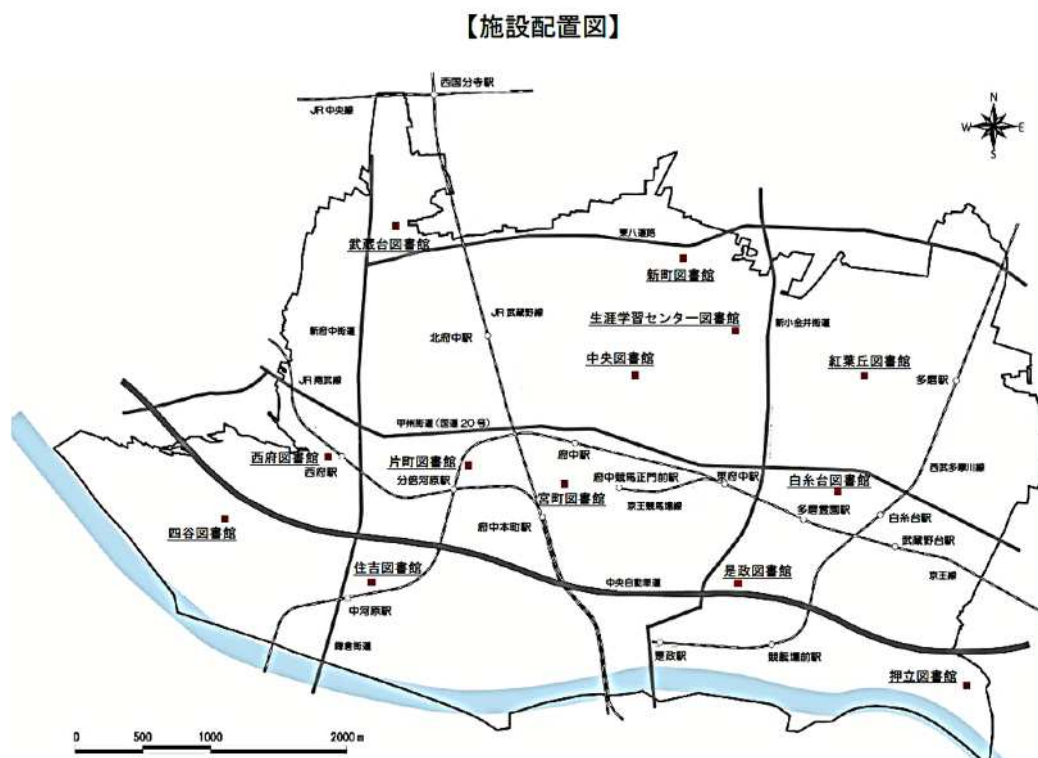 【施設配置図】
西国分寺駅
JR中央線
N
W E
S
武蔵台図書館
東八道路
新町図書館
JR武蔵野線
生涯学習センター図書館
新府中街道
北府中駅
新小金井街道
中央図書館
紅葉丘図書館
JR南武線
多磨駅
甲州街道(国道20号)
府中駅
西府図書館
西府駅
片町図書館
分倍河原駅
府中競馬正門前駅
東府中駅
白糸台図書館
西武多摩川線
宮町図書館
京王競馬場線
多磨霊園駅
白糸台駅
四谷図書館
府中本町駅
武蔵野台駅
住吉図書館
中央自動車道
是政図書館
京王線
中河原駅
鎌倉街道
是政駅
競艇場前駅
押立図書館
0 500 1000 2000m